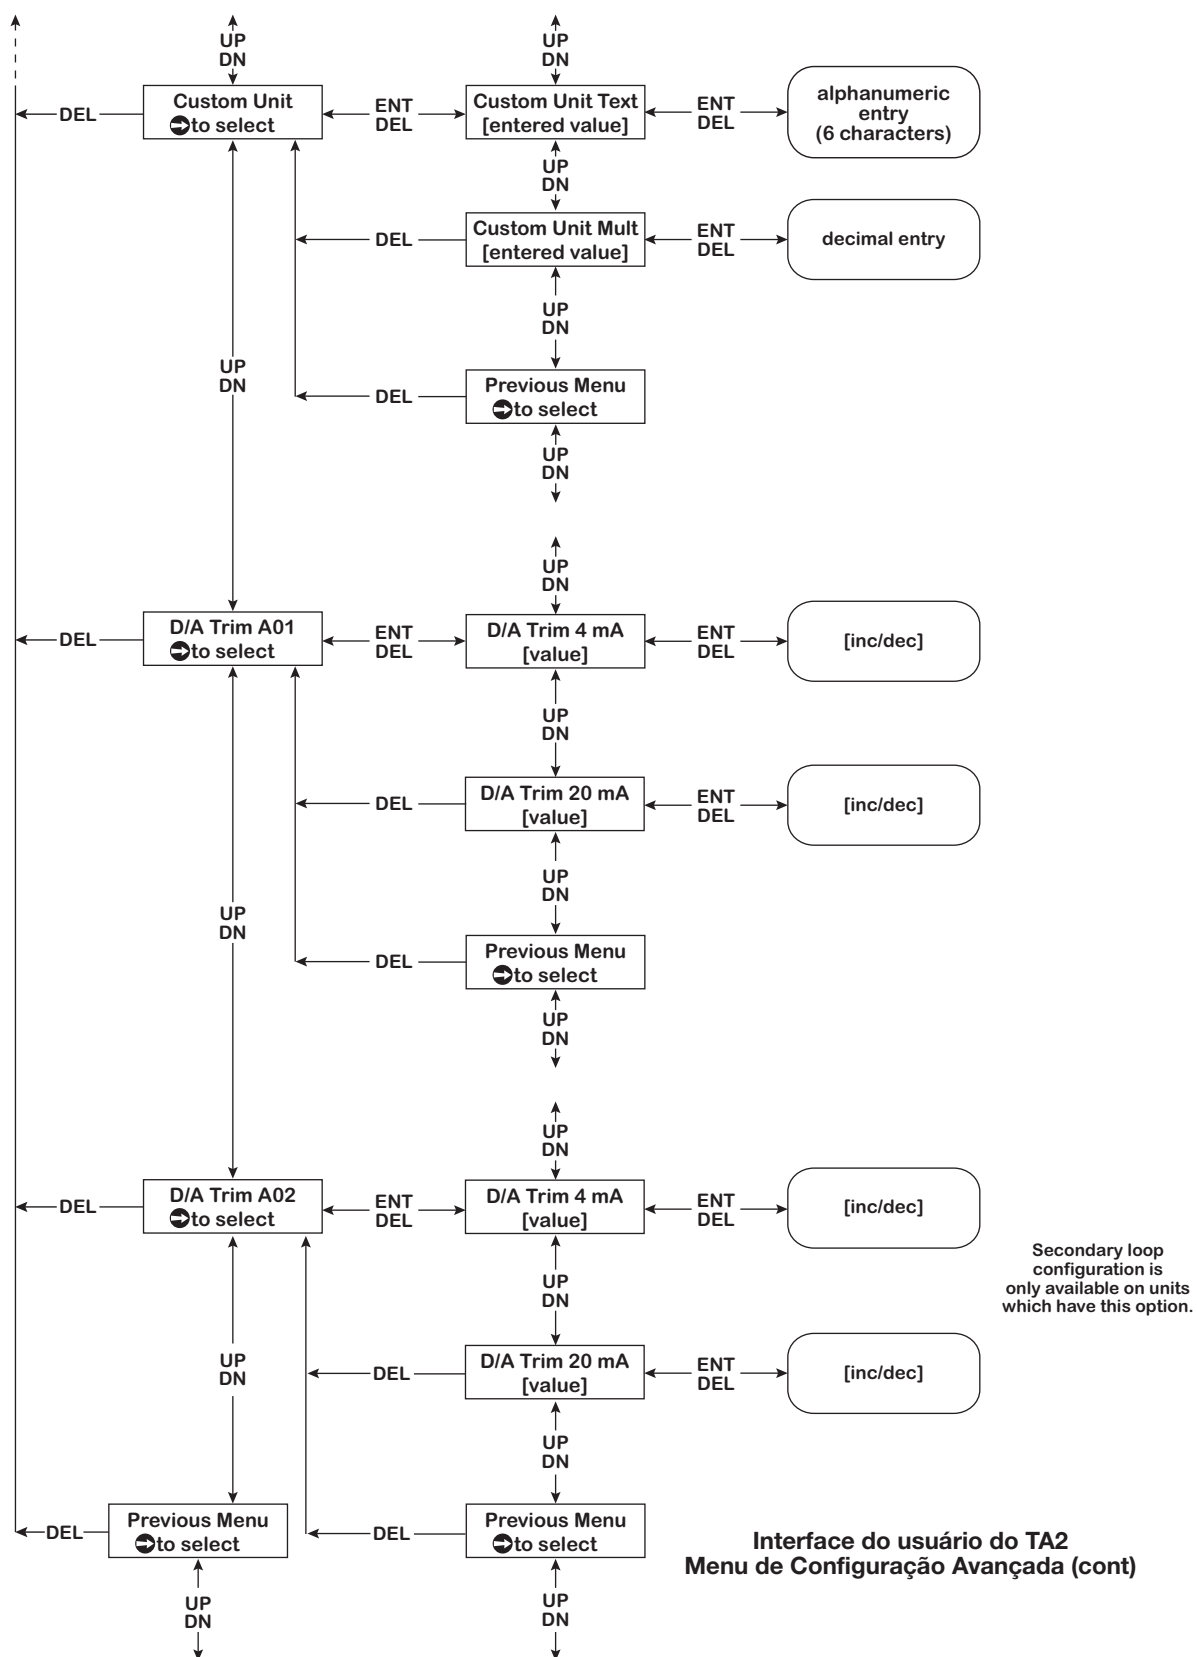 UP
DN
UP
DN
DEL
Custom Unit
to select
ENT
DEL
Custom Unit Text
[entered value]
ENT
DEL
alphanumeric
entry
(6 characters)
UP
DN
DEL
Custom Unit Mult
[entered value]
ENT
DEL
decimal entry
UP
DN
UP
DN
DEL
Previous Menu
to select
UP
DN
UP
DN
DEL
D/A Trim A01
to select
ENT
DEL
D/A Trim 4 mA
[value]
ENT
DEL
[inc/dec]
UP
DN
DEL
D/A Trim 20 mA
[value]
ENT
DEL
[inc/dec]
UP
DN
UP
DN
DEL
Previous Menu
to select
UP
DN
UP
DN
DEL
D/A Trim A02
to select
ENT
DEL
D/A Trim 4 mA
[value]
ENT
DEL
[inc/dec]
Secondary loop
configuration is
only available on units
which have this option.
UP
DN
UP
DN
DEL
D/A Trim 20 mA
[value]
ENT
DEL
[inc/dec]
UP
DN
DEL
Previous Menu
to select
DEL
Previous Menu
to select
Interface do usuário do TA2
Menu de Configuração Avançada (cont)
UP
DN
UP
DN